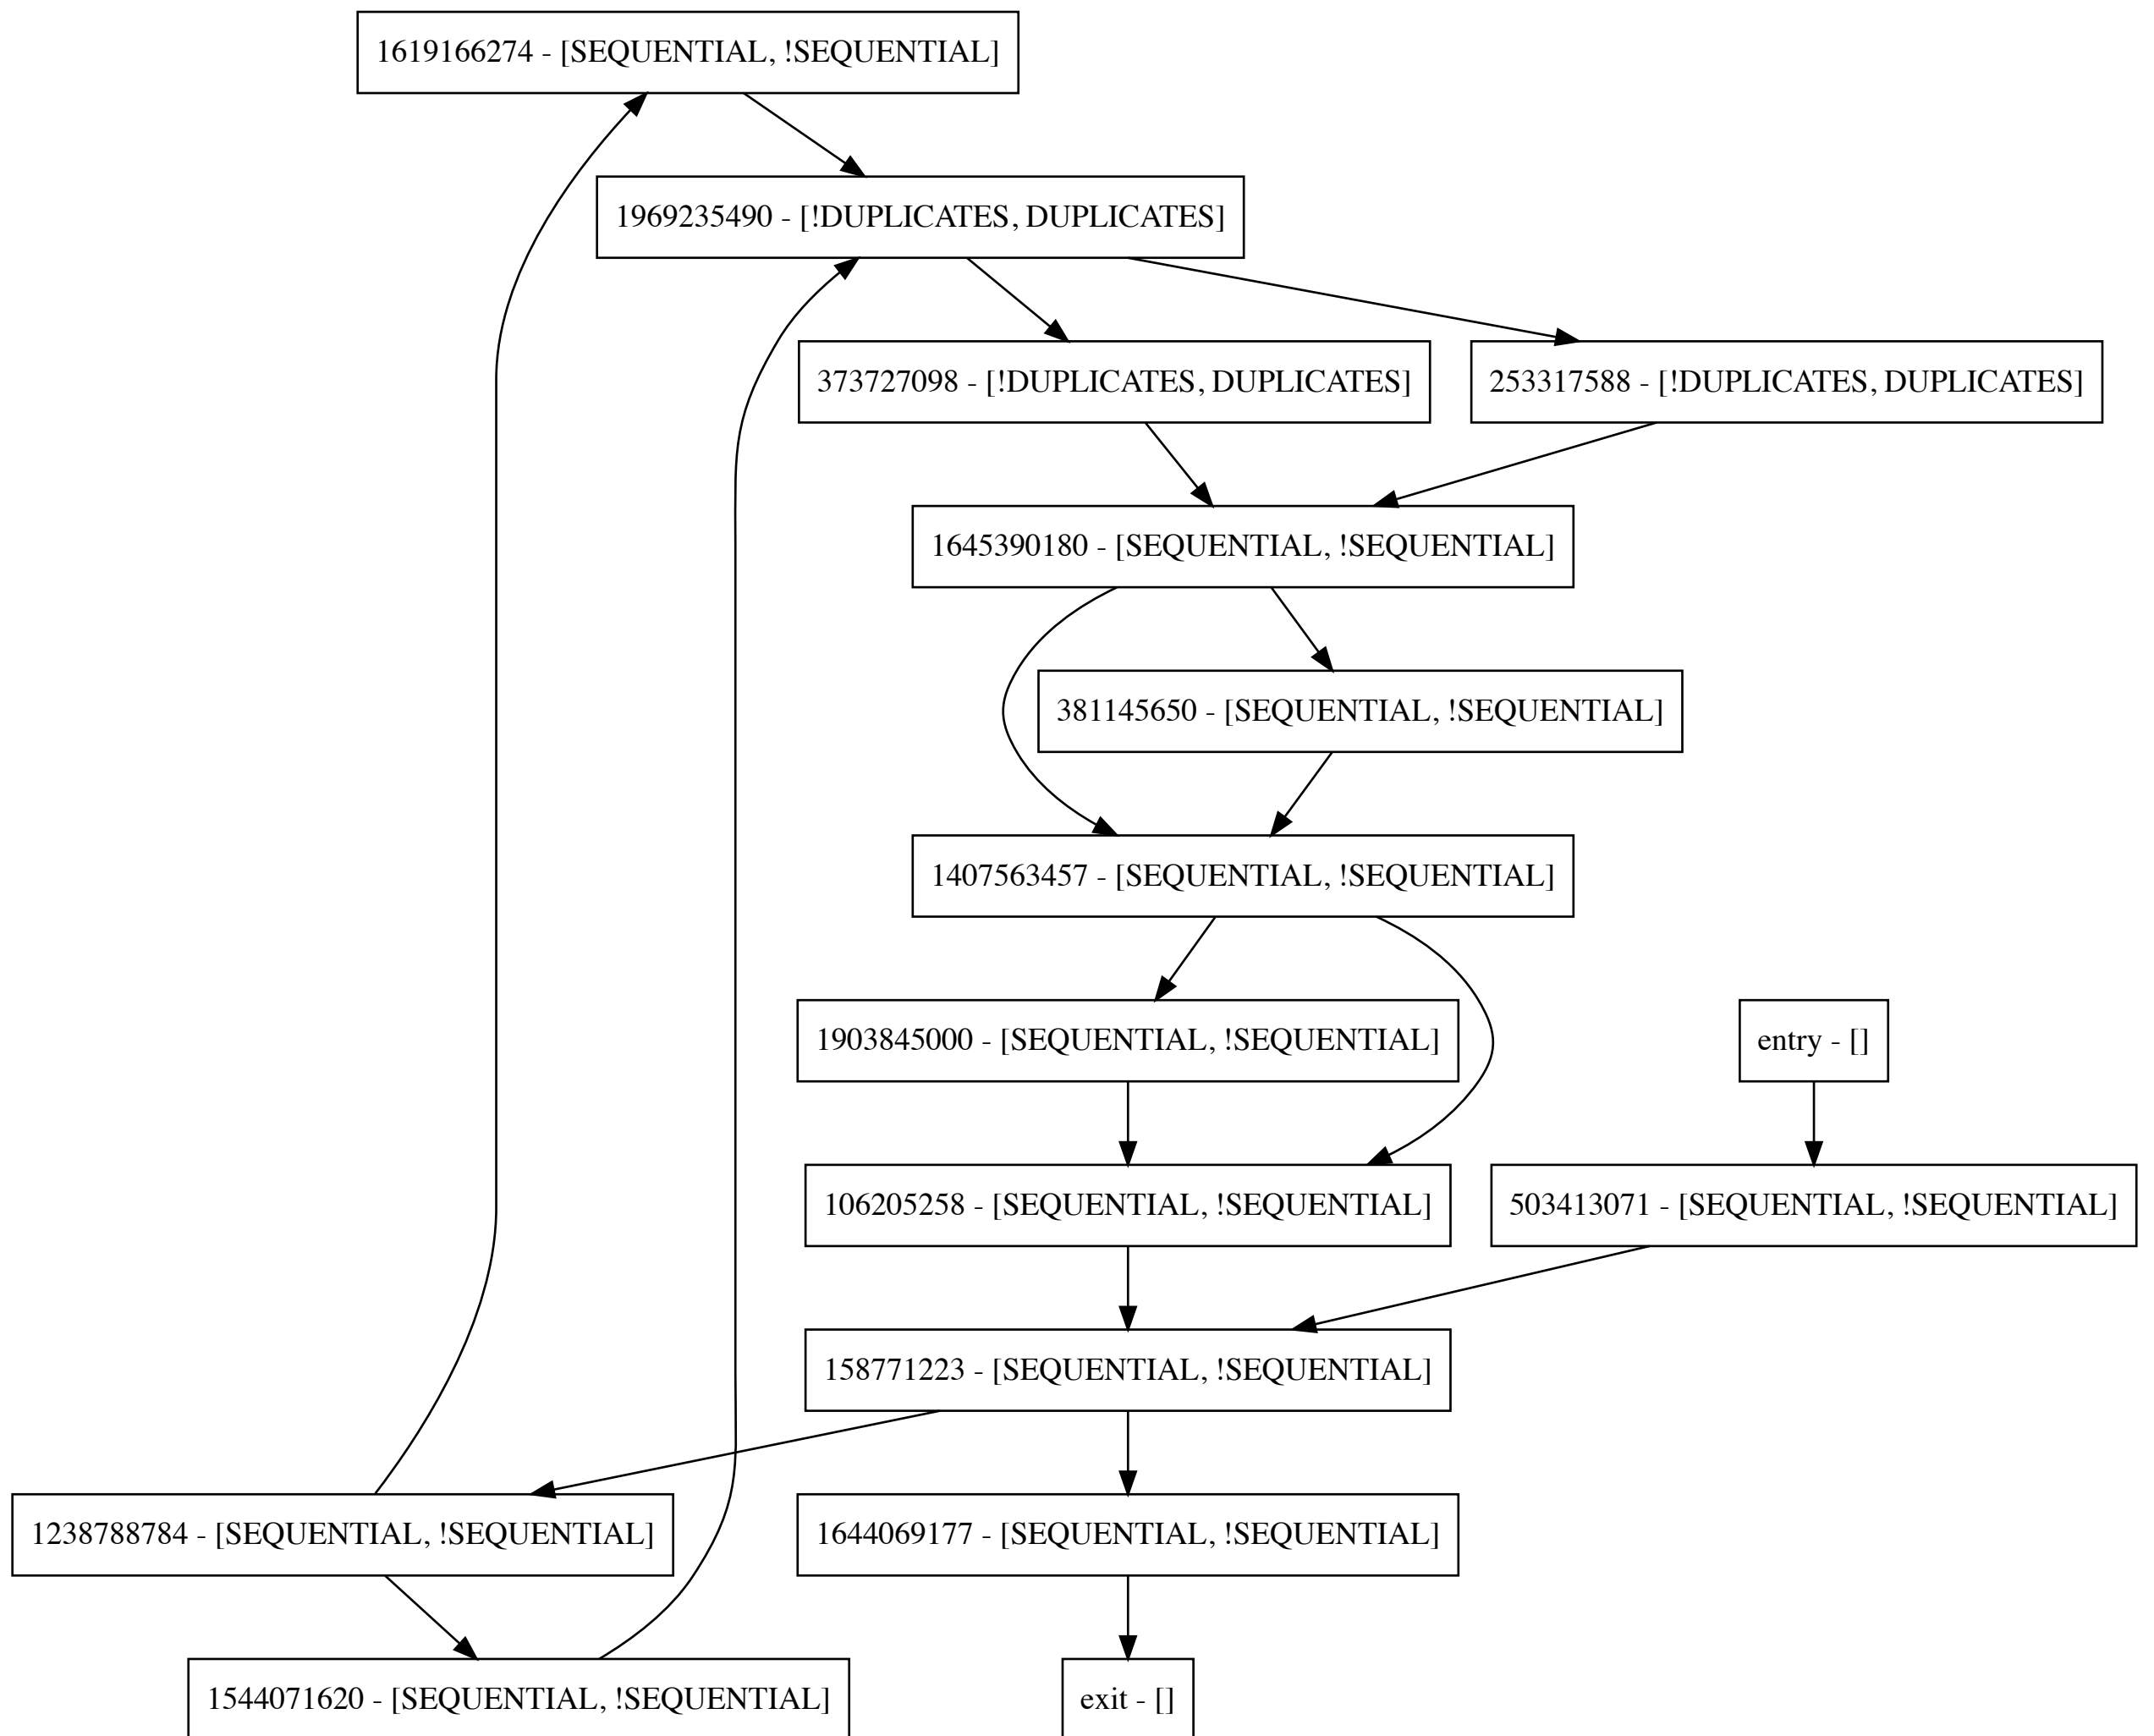 1619166274 - [SEQUENTIAL, !SEQUENTIAL]
1969235490 - [!DUPLICATES, DUPLICATES]
373727098 - [!DUPLICATES, DUPLICATES]
253317588 - [!DUPLICATES, DUPLICATES]
1645390180 - [SEQUENTIAL, !SEQUENTIAL]
381145650 - [SEQUENTIAL, !SEQUENTIAL]
1407563457 - [SEQUENTIAL, !SEQUENTIAL]
1903845000 - [SEQUENTIAL, !SEQUENTIAL]
entry - []
106205258 - [SEQUENTIAL, !SEQUENTIAL]
503413071 - [SEQUENTIAL, !SEQUENTIAL]
158771223 - [SEQUENTIAL, !SEQUENTIAL]
1238788784 - [SEQUENTIAL, !SEQUENTIAL]
1644069177 - [SEQUENTIAL, !SEQUENTIAL]
1544071620 - [SEQUENTIAL, !SEQUENTIAL]
exit - []